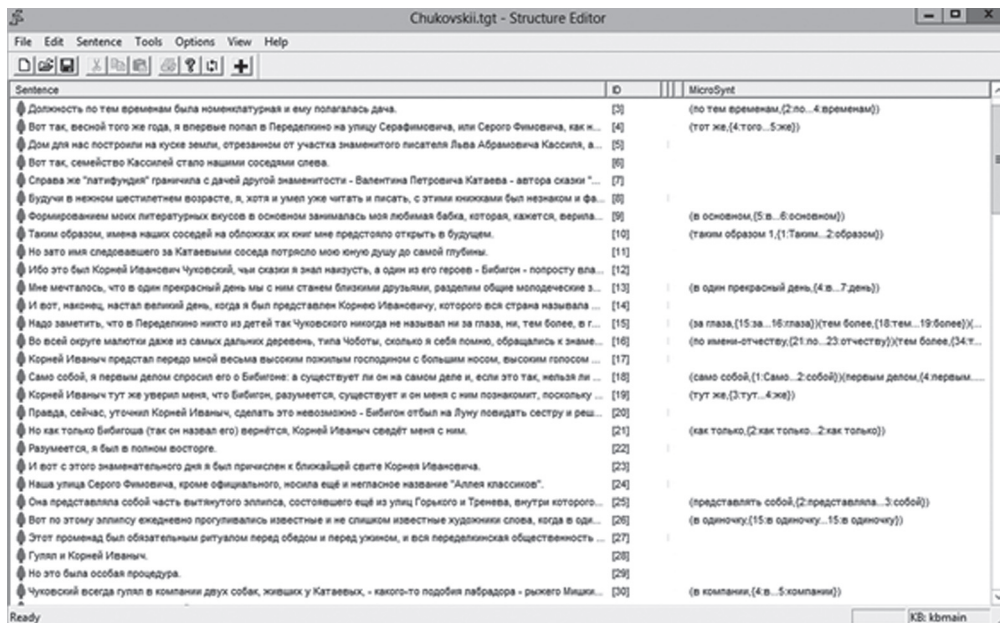 Chukovskii.tgt - Structure Editor
File Edit Sentence Tools Options View Help
Sentence ID MicroSynt
Должность по тем временам была номенклатурная и ему полагалась дача. [3] (по тем временам,{2:по...4:временам})
Вот так, весной того же года, я впервые попал в Переделкино на улицу Серафимовича, или Серого Фимовича, как н... [4] (тот же,{4:того...5:же})
Дом для нас построили на куске земли, отрезанном от участка знаменитого писателя Льва Абрамовича Кассиля, а... [5]
Вот так, семейство Кассилей стало нашими соседями слева. [6]
Справа же "латифундия" граничила с дачей другой знаменитости - Валентина Петровича Катаева - автора сказки "... [7]
Будучи в нежном шестилетнем возрасте, я, хотя и умел уже читать и писать, с этими книжками был незнаком и фа... [8]
Формированием моих литературных вкусов в основном занималась моя любимая бабка, которая, кажется, верила... [9] (в основном,{5:в...6:основном})
Таким образом, имена наших соседей на обложках их книг мне предстояло открыть в будущем. [10] (таким образом 1,{1:Таким...2:образом})
Но зато имя следовавшего за Катаевыми соседа потрясло мою юную душу до самой глубины. [11]
Ибо это был Корней Иванович Чуковский, чьи сказки я знал наизусть, а один из его героев - Бибигон - попросту вла... [12]
Мне мечталось, что в один прекрасный день мы с ним станем близкими друзьями, разделим общие молодеческие з... [13] (в один прекрасный день,{4:в...7:день})
И вот, наконец, настал великий день, когда я был представлен Корнею Ивановичу, которого вся страна называла ... [14]
Надо заметить, что в Переделкино никто из детей так Чуковского никогда не называл ни за глаза, ни, тем более, в г... [15] (за глаза,{15:за...16:глаза})(тем более,{18:тем...19:более})(...
Во всей округе малютки даже из самых дальних деревень, типа Чоботы, сколько я себя помню, обращались к знаме... [16] (по имени-отчеству,{21:по...23:отчеству})(тем более,{34:т...
Корней Иваныч предстал передо мной весьма высоким пожилым господином с большим носом, высоким голосом ... [17]
Само собой, я первым делом спросил его о Бибигоне: а существует ли он на самом деле и, если это так, нельзя ли ... [18] (само собой,{1:Само...2:собой})(первым делом,{4:первым......
Корней Иваныч тут же уверил меня, что Бибигон, разумеется, существует и он меня с ним познакомит, поскольку ... [19] (тут же,{3:тут...4:же})
Правда, сейчас, уточнил Корней Иваныч, сделать это невозможно - Бибигон отбыл на Луну повидать сестру и реш... [20]
Но как только Бибигоша (так он назвал его) вернётся, Корней Иваныч сведёт меня с ним. [21] (как только,{2:как только...2:как только})
Разумеется, я был в полном восторге. [22]
И вот с этого знаменательного дня я был причислен к ближайшей свите Корнея Ивановича. [23]
Наша улица Серого Фимовича, кроме официального, носила ещё и негласное название "Аллея классиков". [24]
Она представляла собой часть вытянутого эллипса, состоявшего ещё из улиц Горького и Тренева, внутри которого... [25] (представлять собой,{2:представляла...3:собой})
Вот по этому эллипсу ежедневно прогуливались известные и не слишком известные художники слова, когда в оди... [26] (в одиночку,{15:в одиночку...15:в одиночку})
Этот променад был обязательным ритуалом перед обедом и перед ужином, и вся переделкинская общественность ... [27]
Гулял и Корней Иваныч. [28]
Но это была особая процедура. [29]
Чуковский всегда гулял в компании двух собак, живших у Катаевых, - какого-то подобия лабрадора - рыжего Мишки... [30] (в компании,{4:в...5:компании})
Ready KB: kbmain